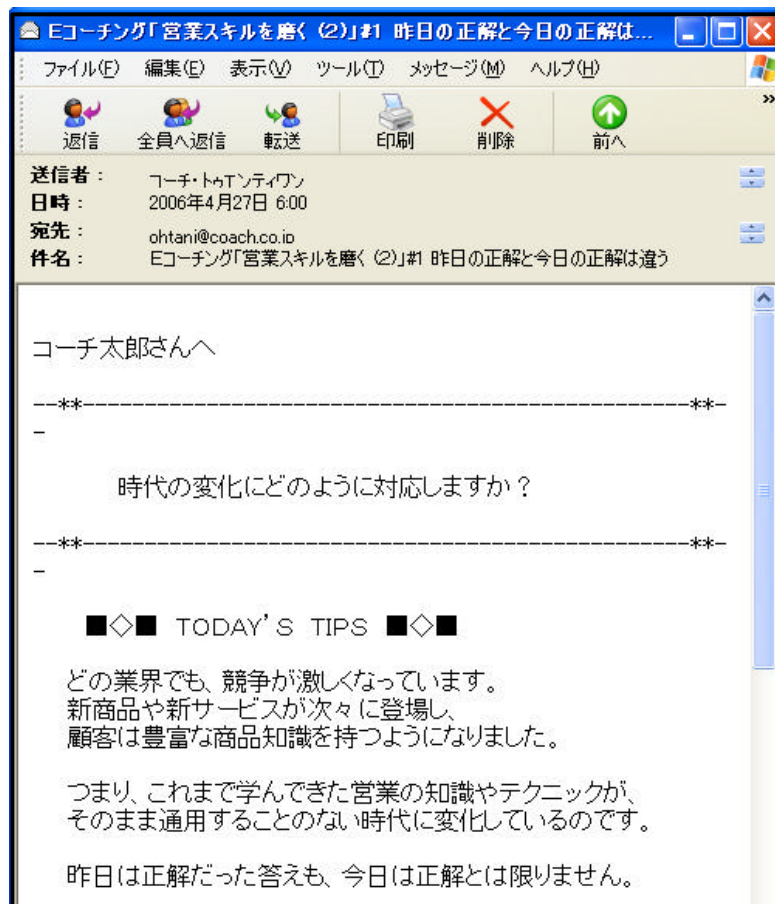 Eコーチング「営業スキルを磨く (2)」#1 昨日の正解と今日の正解は...
ファイル(F) 編集(E) 表示(V) ツール(T) メッセージ(M) ヘルプ(H)
返信 全員へ返信 転送 印刷 削除 前へ
送信者： コーチ・トゥエンティワン
日時： 2006年4月27日 6:00
宛先： ohtani@coach.co.jp
件名： Eコーチング「営業スキルを磨く (2)」#1 昨日の正解と今日の正解は違う
コーチ太郎さんへ
--**-------------------------------------------------**-
-
時代の変化にどのように対応しますか？
--**-------------------------------------------------**-
-
■◇■ TODAY'S TIPS ■◇■
どの業界でも、競争が激しくなっています。
新商品や新サービスが次々に登場し、
顧客は豊富な商品知識を持つようになりました。
つまり、これまで学んできた営業の知識やテクニックが、
そのまま通用することのない時代に変化しているのです。
昨日は正解だった答えも、今日は正解とは限りません。